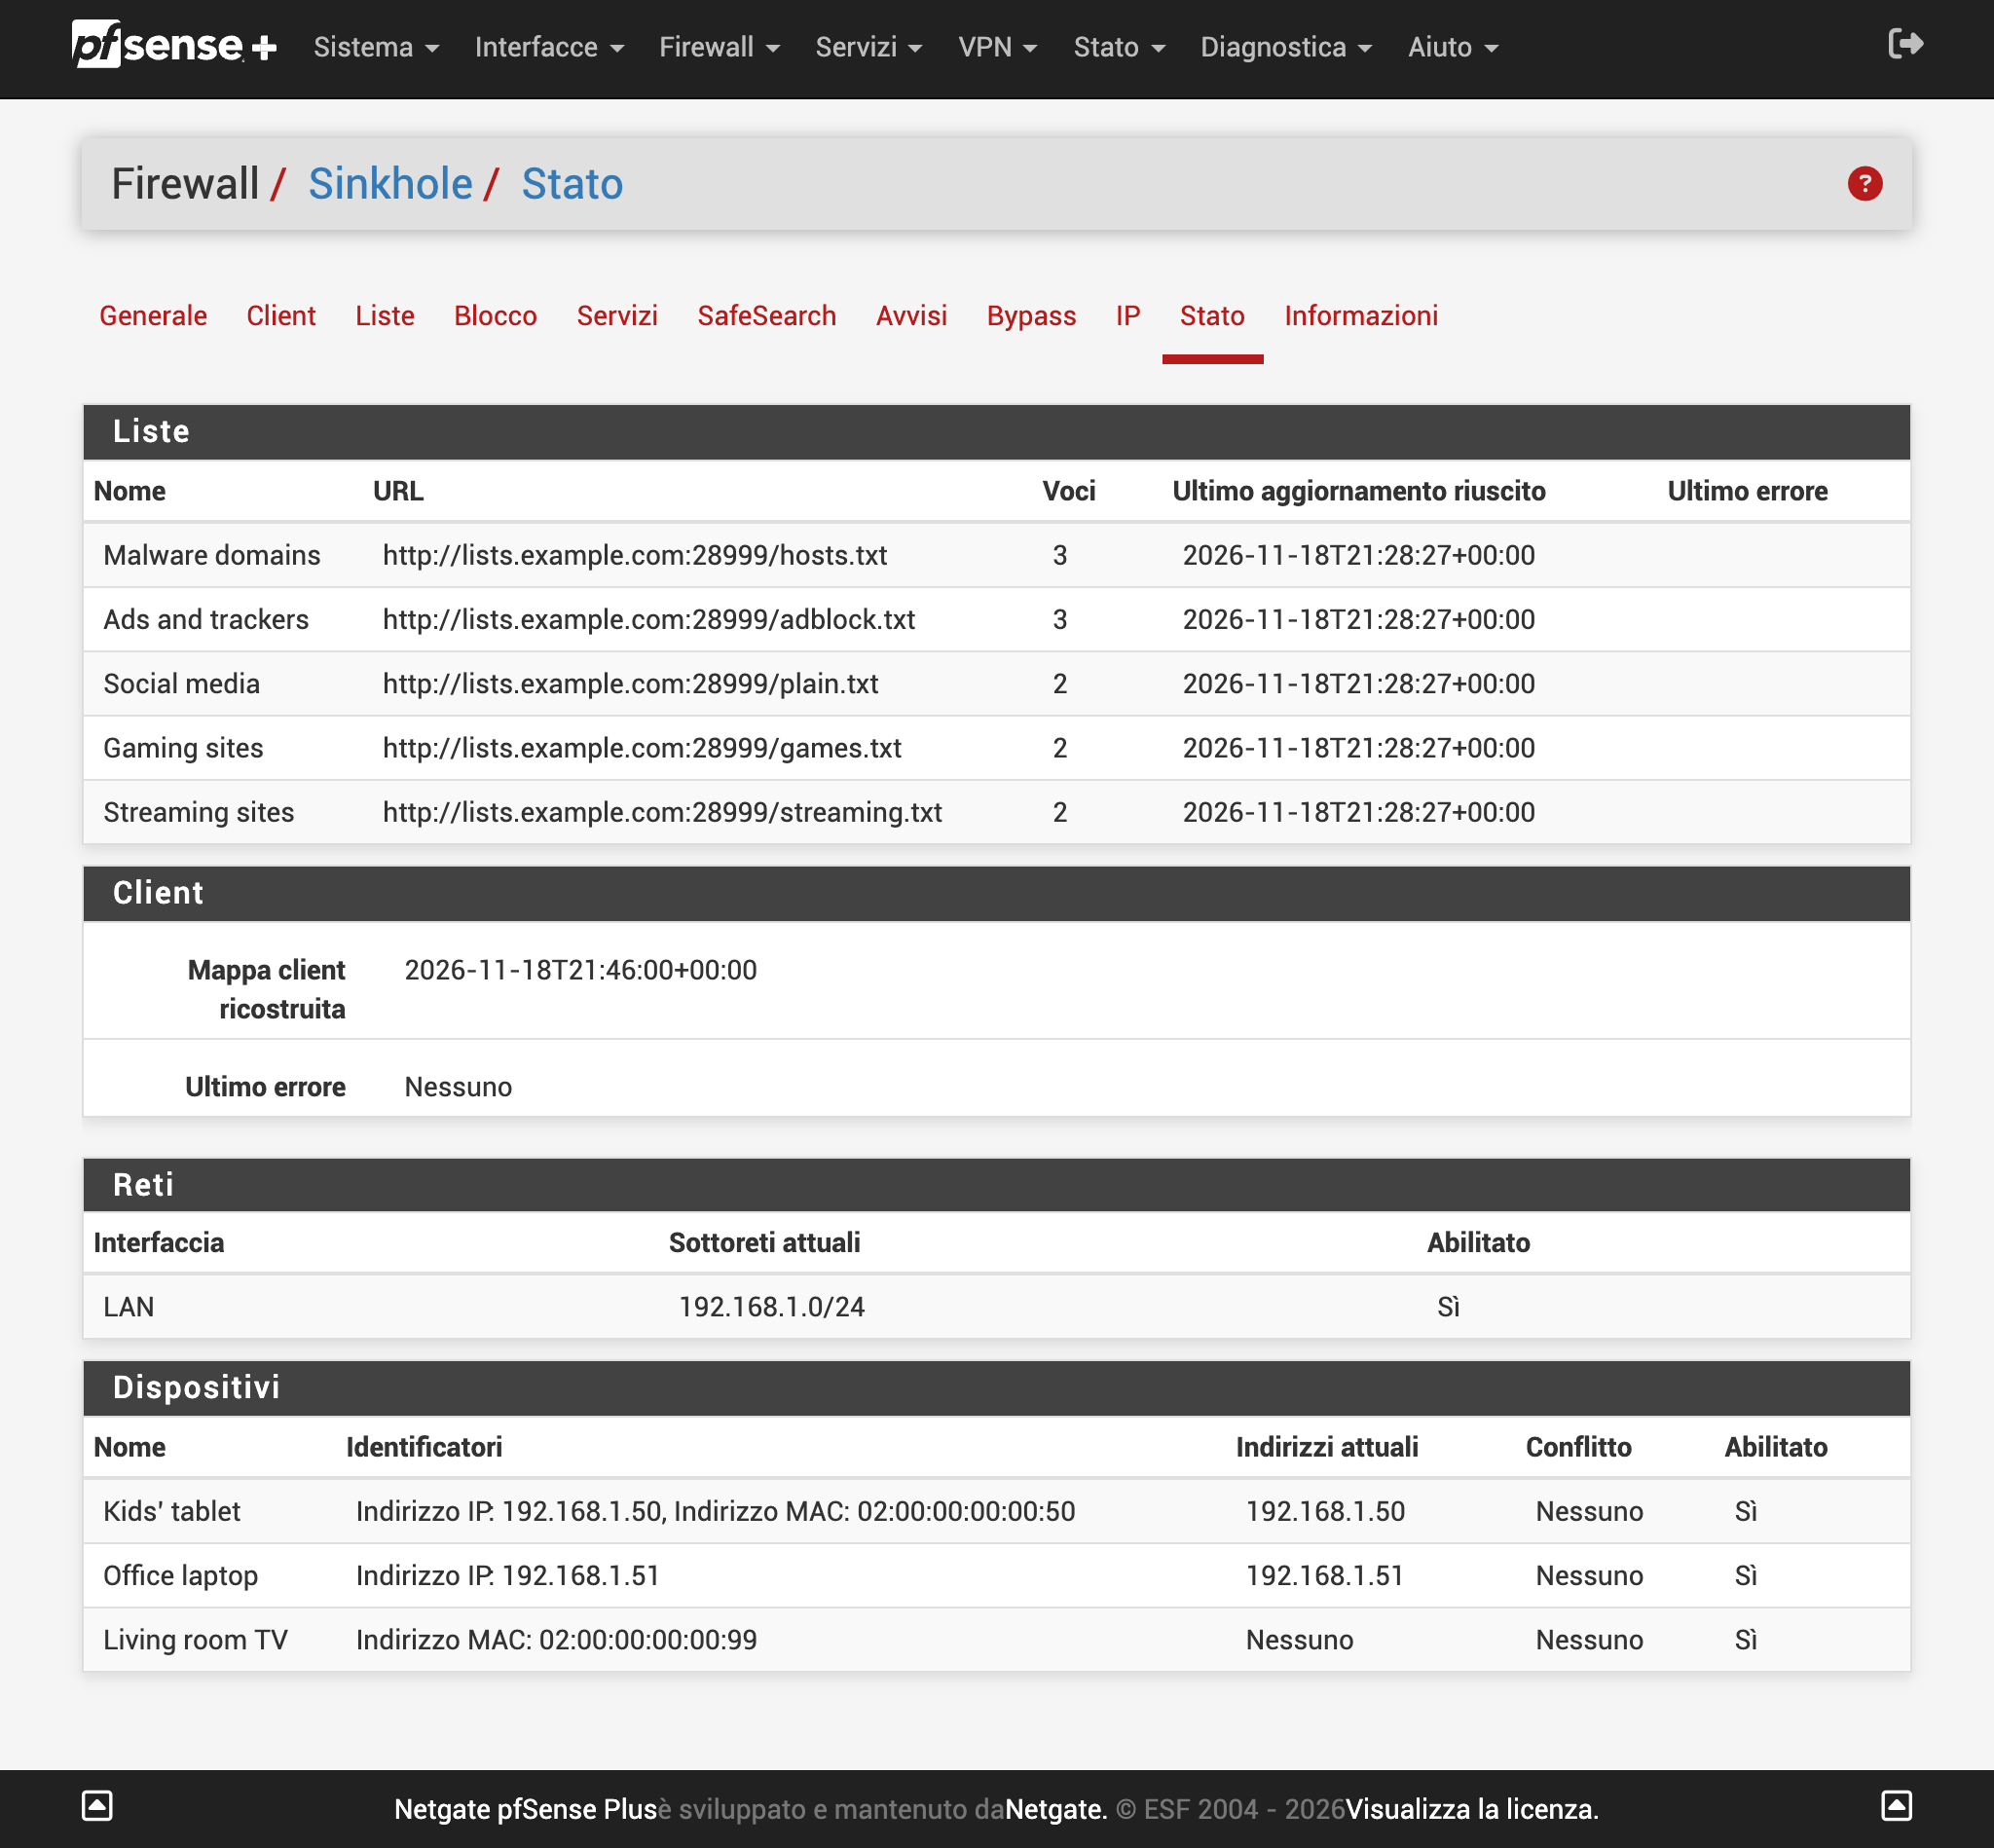 pfsense+ Sistema Interfacce Firewall Servizi VPN Stato Diagnostica Aiuto
Firewall / Sinkhole / Stato
Generale Client Liste Blocco Servizi SafeSearch Avvisi Bypass IP Stato Informazioni
Liste
Nome URL Voci Ultimo aggiornamento riuscito Ultimo errore
Malware domains http://lists.example.com:28999/hosts.txt 3 2026-11-18T21:28:27+00:00
Ads and trackers http://lists.example.com:28999/adblock.txt 3 2026-11-18T21:28:27+00:00
Social media http://lists.example.com:28999/plain.txt 2 2026-11-18T21:28:27+00:00
Gaming sites http://lists.example.com:28999/games.txt 2 2026-11-18T21:28:27+00:00
Streaming sites http://lists.example.com:28999/streaming.txt 2 2026-11-18T21:28:27+00:00
Client
Mappa client 2026-11-18T21:46:00+00:00
ricostruita
Ultimo errore Nessuno
Reti
Interfaccia Sottoreti attuali Abilitato
LAN 192.168.1.0/24 Sì
Dispositivi
Nome Identificatori Indirizzi attuali Conflitto Abilitato
Kids' tablet Indirizzo IP: 192.168.1.50, Indirizzo MAC: 02:00:00:00:00:50 192.168.1.50 Nessuno Sì
Office laptop Indirizzo IP: 192.168.1.51 192.168.1.51 Nessuno Sì
Living room TV Indirizzo MAC: 02:00:00:00:00:99 Nessuno Nessuno Sì
Netgate pfSense Plusè sviluppato e mantenuto daNetgate. © ESF 2004 - 2026Visualizza la licenza.